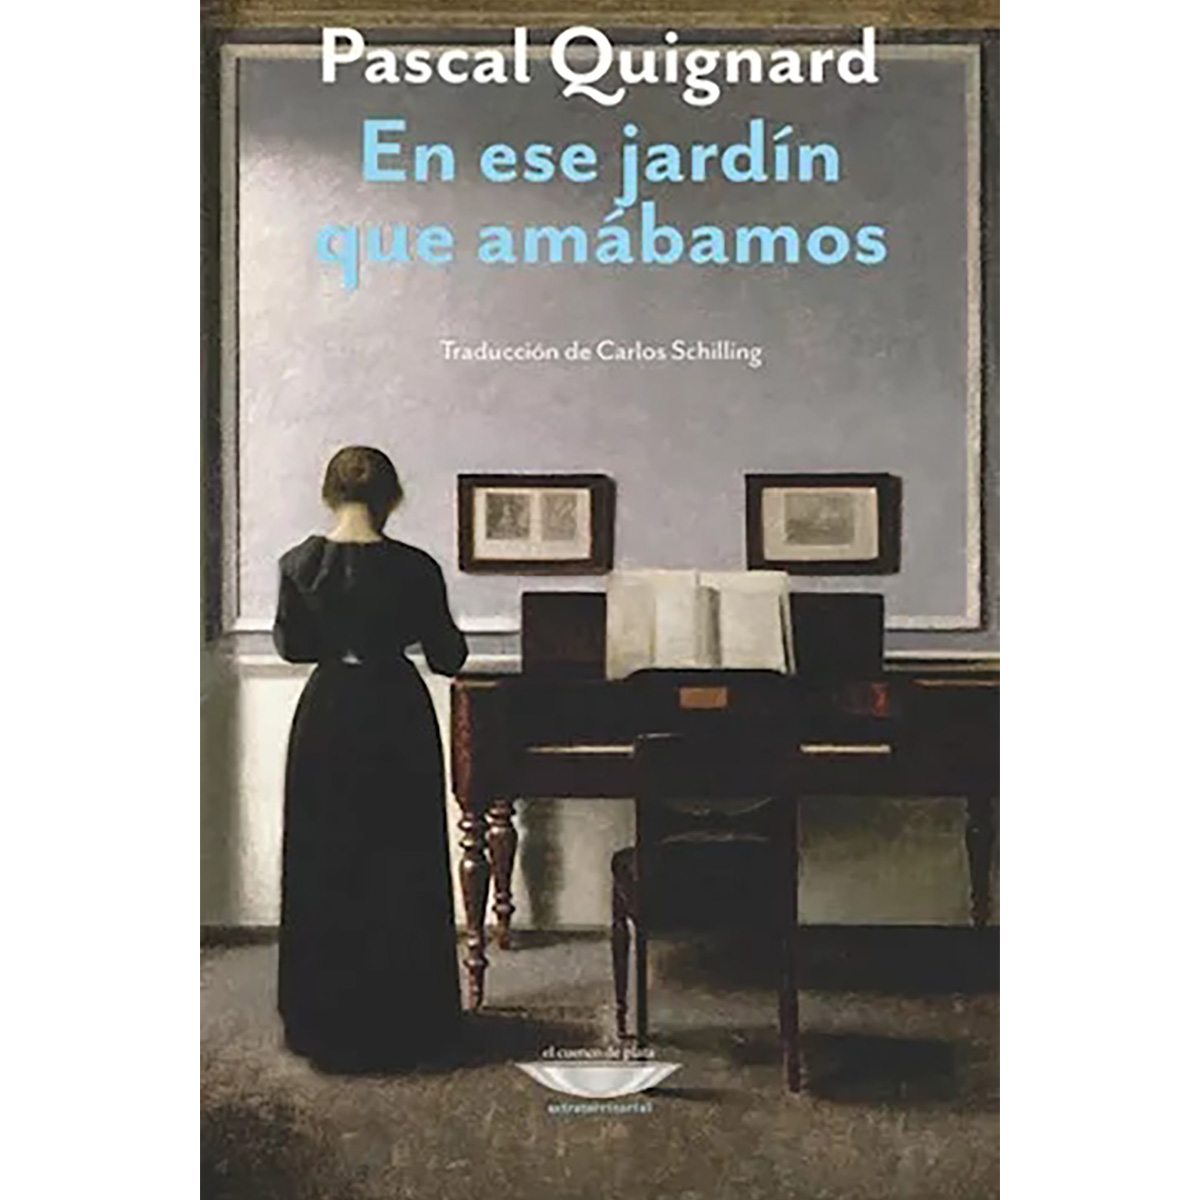 Pascal Quignard
En ese jardín
que amábamos
Traducción de Carlos Schilling
el cuenco de plata
extraterritorial